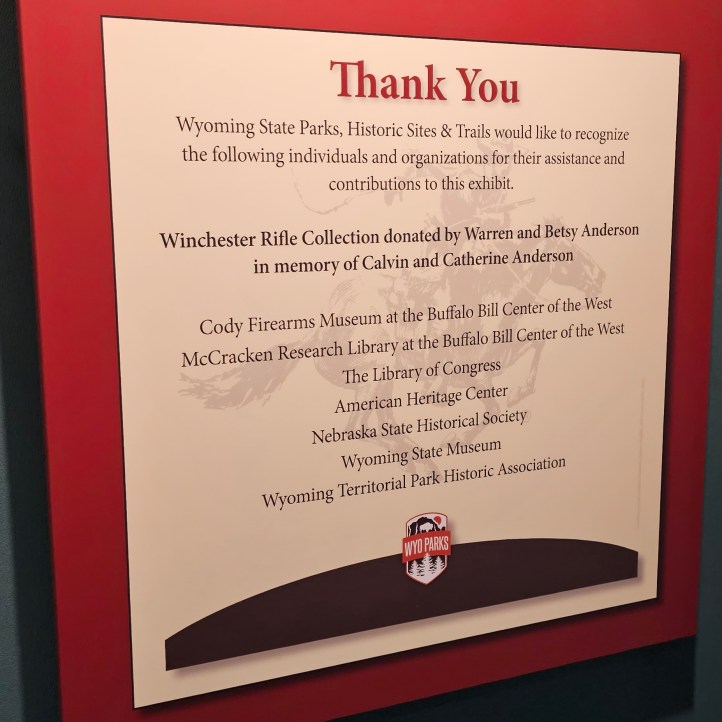 Thank You
Wyoming State Parks, Historic Sites & Trails would like to recognize
the following individuals and organizations for their assistance and
contributions to this exhibit.
Winchester Rifle Collection donated by Warren and Betsy Anderson
in memory of Calvin and Catherine Anderson
Cody Firearms Museum at the Buffalo Bill Center of the West
McCracken Research Library at the Buffalo Bill Center of the West
The Library of Congress
American Heritage Center
Nebraska State Historical Society
Wyoming State Museum
Wyoming Territorial Park Historic Association
WYO PARKS